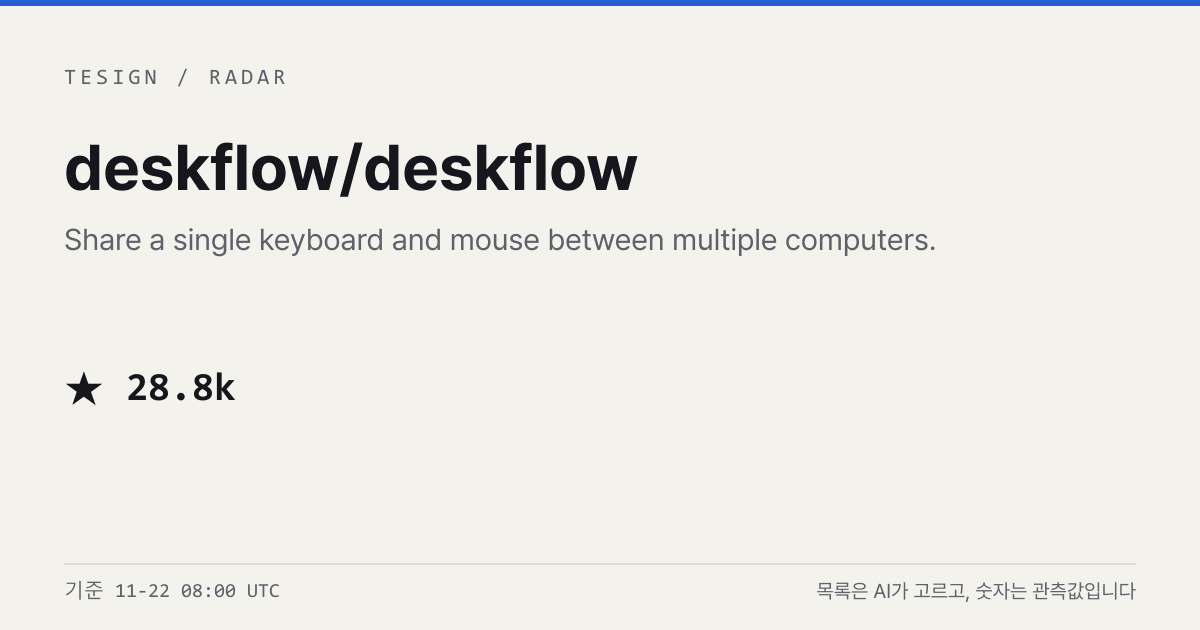 TESIGN / RADAR
deskflow/deskflow
Share a single keyboard and mouse between multiple computers.
★ 28.8k
기준 11-22 08:00 UTC
목록은 AI가 고르고, 숫자는 관측값입니다